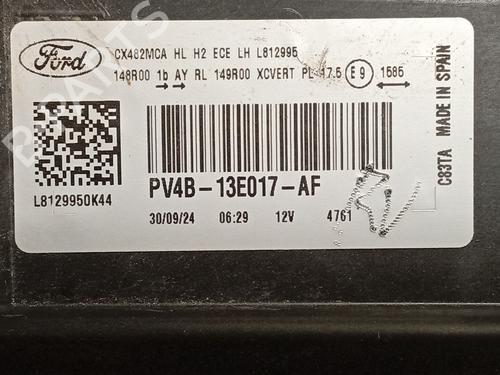 Ford
CX482MCA HL H2 ECE LH L812995
148R00 1b AY RL 149R00 XCVERT PL 17.5 E9 1585
L8129950K44
PV4B-13E017-AF
30/09/24 06:29 12V 4761
C83TA MADE IN SPAIN